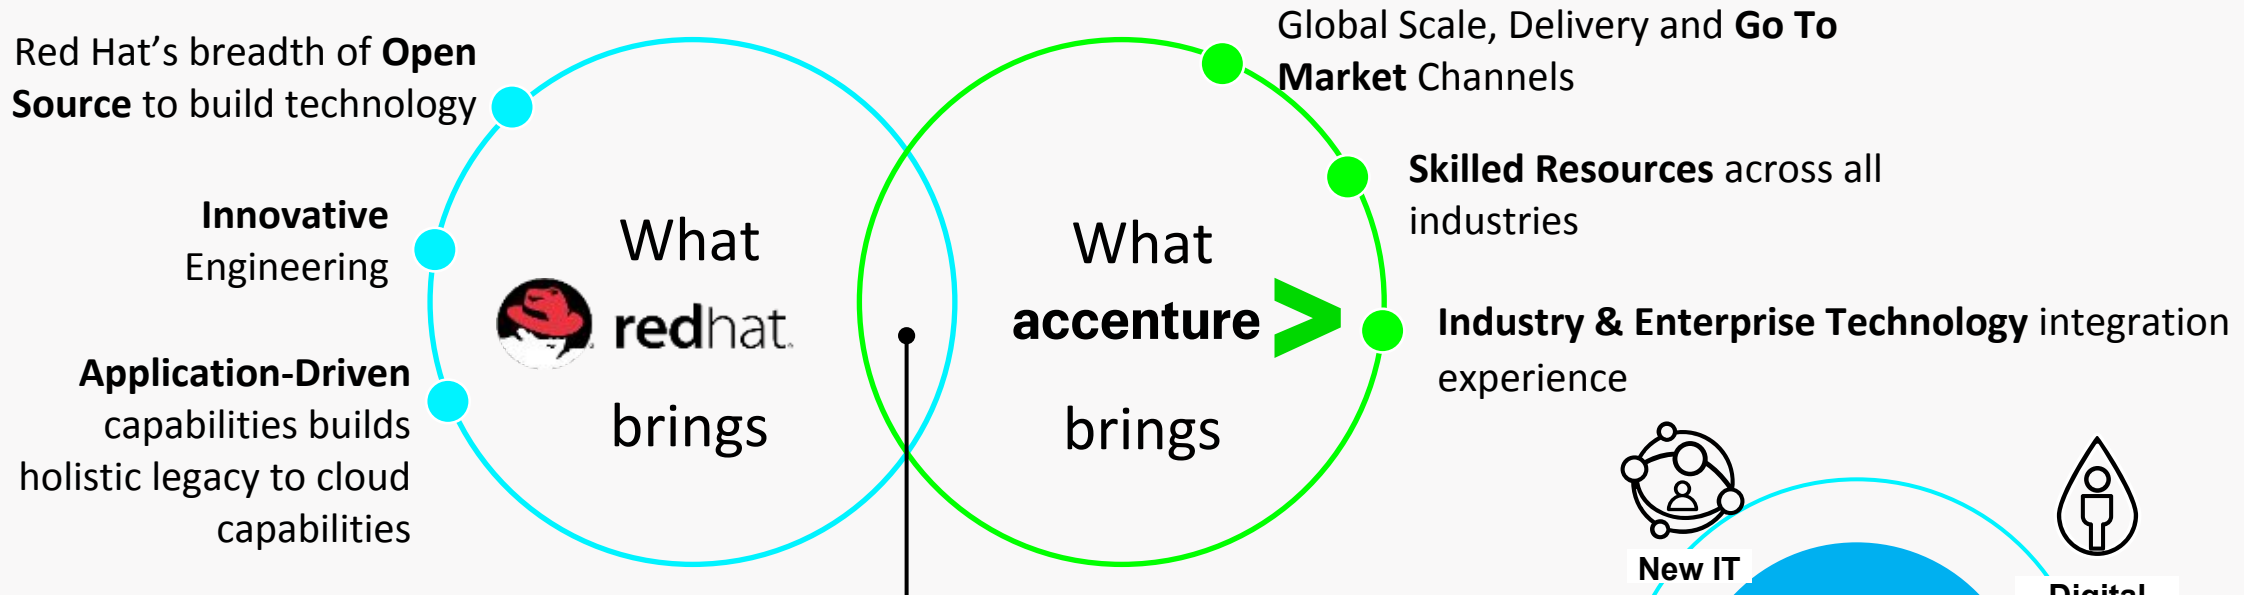 Red Hat’s breadth of Open
Source to build technology
Innovative
Engineering
Application-Driven
capabilities builds
holistic legacy to cloud
capabilities
What
redhat.
brings
What
accenture
brings
Global Scale, Delivery and Go To
Market Channels
Skilled Resources across all
industries
Industry & Enterprise Technology integration
experience
New IT
Digital